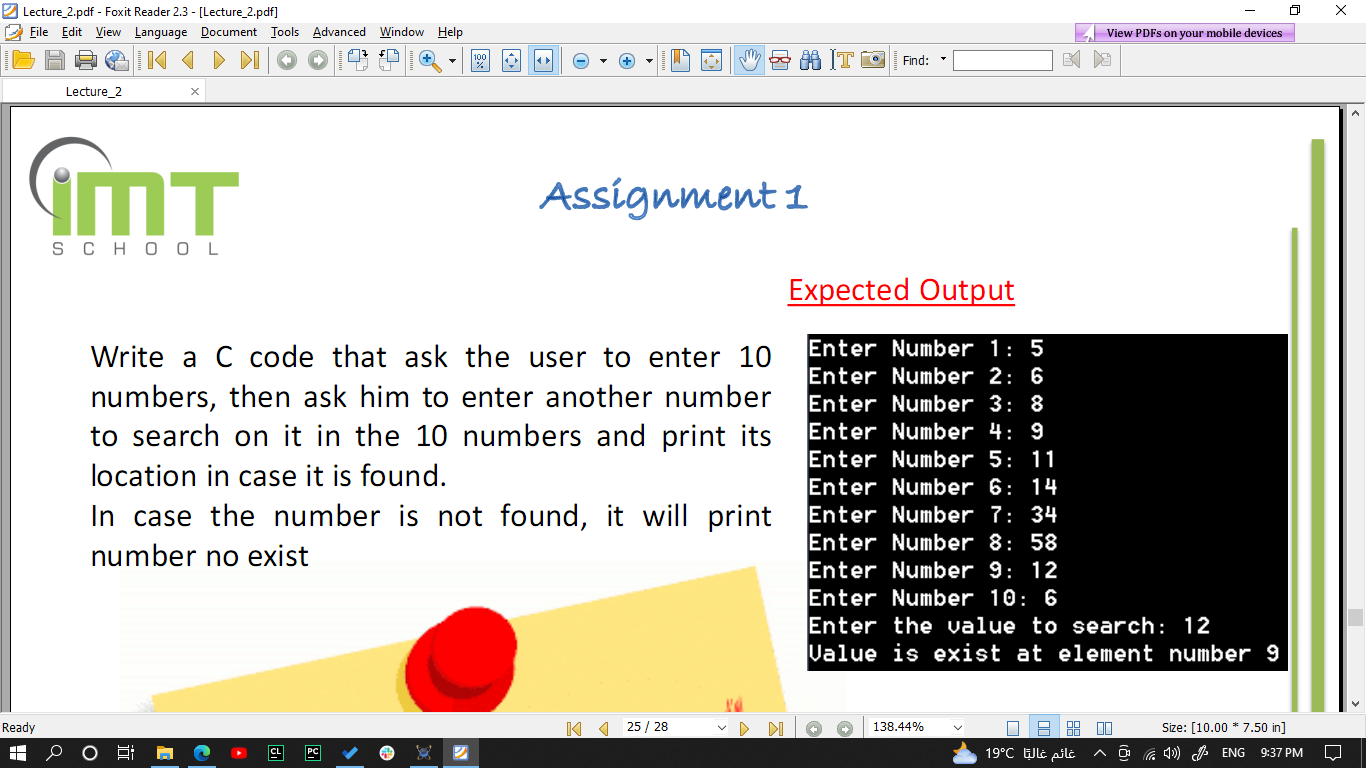 Lecture_2.pdf - Foxit Reader 2.3 - [Lecture_2.pdf]
File Edit View Language Document Tools Advanced Window Help
View PDFs on your mobile devices
100 %
Find:
Lecture_2
iMT
SCHOOL
Assignment 1
Expected Output
Write a C code that ask the user to enter 10
numbers, then ask him to enter another number
to search on it in the 10 numbers and print its
location in case it is found.
In case the number is not found, it will print
number no exist
Enter Number 1: 5
Enter Number 2: 6
Enter Number 3: 8
Enter Number 4: 9
Enter Number 5: 11
Enter Number 6: 14
Enter Number 7: 34
Enter Number 8: 58
Enter Number 9: 12
Enter Number 10: 6
Enter the value to search: 12
Value is exist at element number 9
Ready
25 / 28
138.44%
Size: [10.00 * 7.50 in]
CL
PC
19°C غائم غالبًا
ENG
9:37 PM